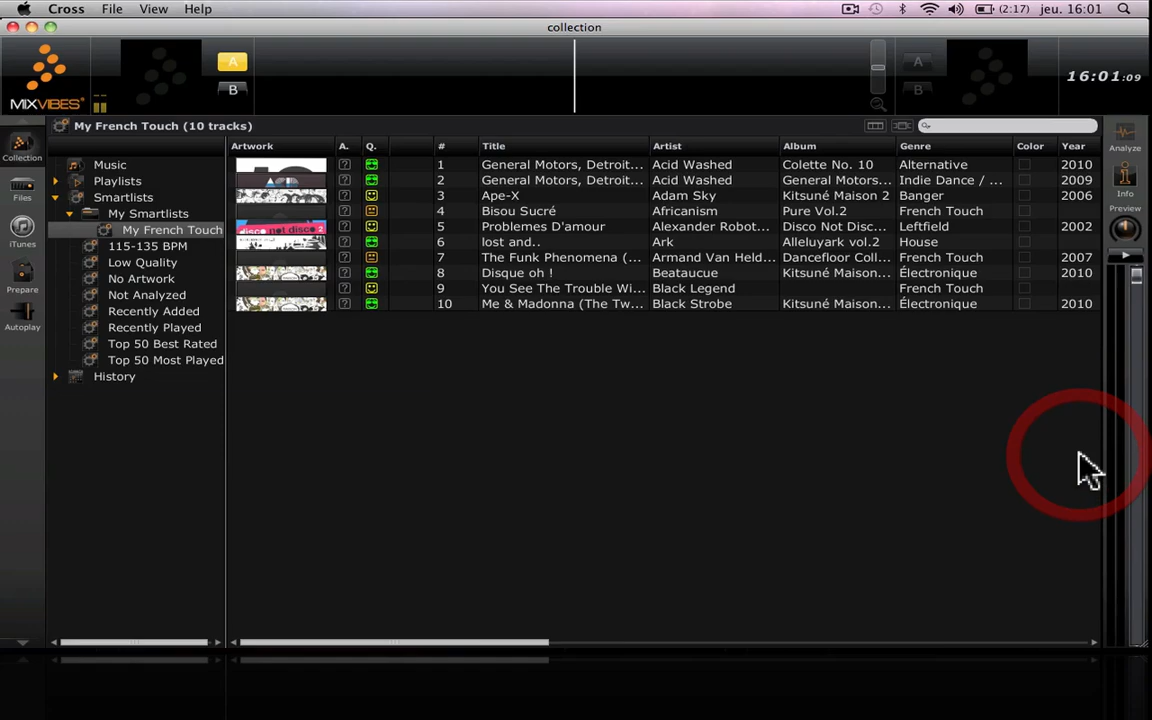 Cross File View Help (2:17) jeu. 16:01
collection
A
B
A
B
16:01:09
MIXVIBES
My French Touch (10 tracks)
Collection
Files
iTunes
Prepare
Autoplay
Music
Playlists
Smartlists
My Smartlists
My French Touch
115-135 BPM
Low Quality
No Artwork
Not Analyzed
Recently Added
Recently Played
Top 50 Best Rated
Top 50 Most Played
History
Artwork A. Q. # Title Artist Album Genre Color Year
? 1 General Motors, Detroit... Acid Washed Colette No. 10 Alternative 2010
? 2 General Motors, Detroit... Acid Washed General Motors... Indie Dance / ... 2009
? 3 Ape-X Adam Sky Kitsuné Maison 2 Banger 2006
? 4 Bisou Sucré Africanism Pure Vol.2 French Touch
disco not disco 2 ? 5 Problemes D'amour Alexander Robot... Disco Not Disc... Leftfield 2002
? 6 lost and.. Ark Alleluyark vol.2 House
? 7 The Funk Phenomena (... Armand Van Held... Dancefloor Coll... French Touch 2007
? 8 Disque oh ! Beataucue Kitsuné Maison... Électronique 2010
? 9 You See The Trouble Wi... Black Legend French Touch
? 10 Me & Madonna (The Tw... Black Strobe Kitsuné Maison... Électronique 2010
Analyze
Info
Preview